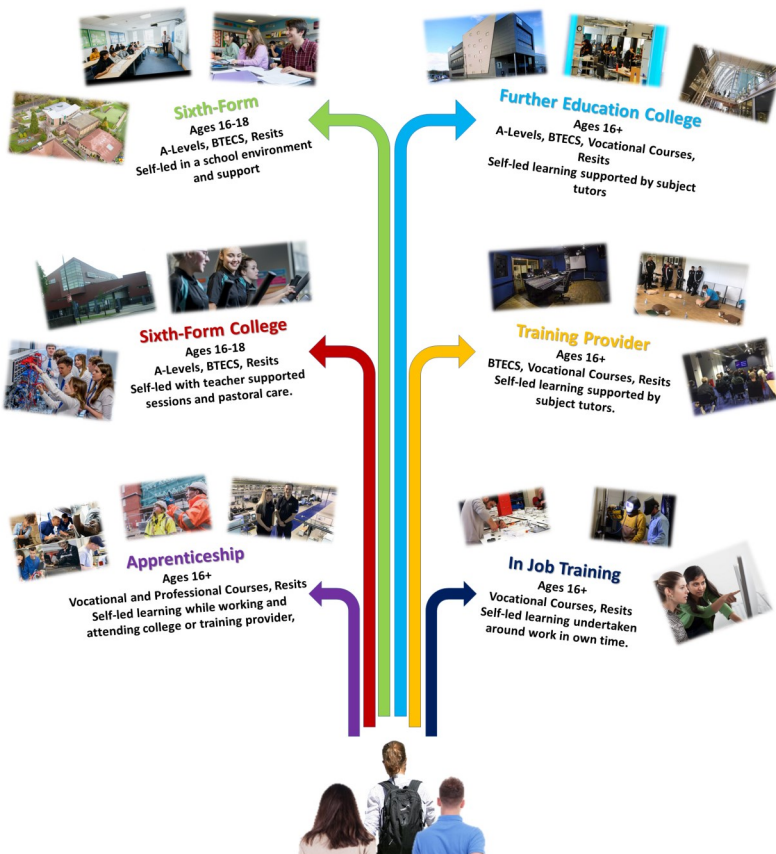 Sixth-Form
Ages 16-18
A-Levels, BTECS, Resits
Self-led in a school environment
and support
Further Education College
Ages 16+
A-Levels, BTECS, Vocational Courses,
Resits
Self-led learning supported by subject
tutors
Sixth-Form College
Ages 16-18
A-Levels, BTECS, Resits
Self-led with teacher supported
sessions and pastoral care.
Training Provider
Ages 16+
BTECS, Vocational Courses, Resits
Self-led learning supported by
subject tutors.
Apprenticeship
Ages 16+
Vocational and Professional Courses, Resits
Self-led learning while working and
attending college or training provider,
In Job Training
Ages 16+
Vocational Courses, Resits
Self-led learning undertaken
around work in own time.